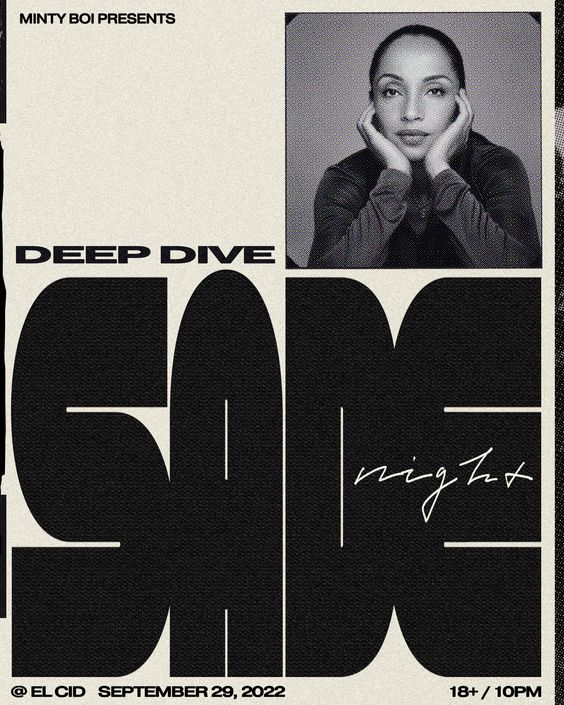 MINTY BOI PRESENTS
DEEP DIVE
SADE
night
@ EL CID SEPTEMBER 29, 2022 18+ / 10PM